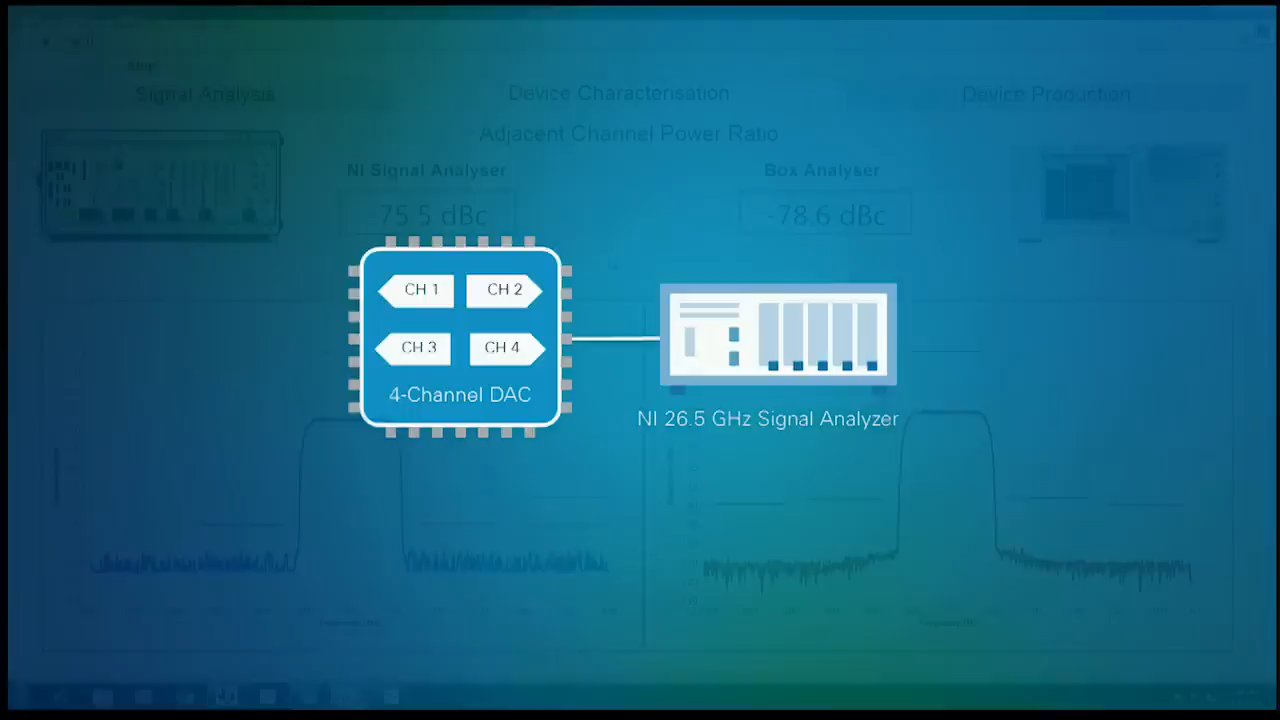 Stop
Signal Analysis
Device Characterisation
Device Production
Adjacent Channel Power Ratio
NI Signal Analyser
Box Analyser
-75.5 dBc
-78.6 dBc
CH 1
CH 2
CH 3
CH 4
4-Channel DAC
NI 26.5 GHz Signal Analyzer